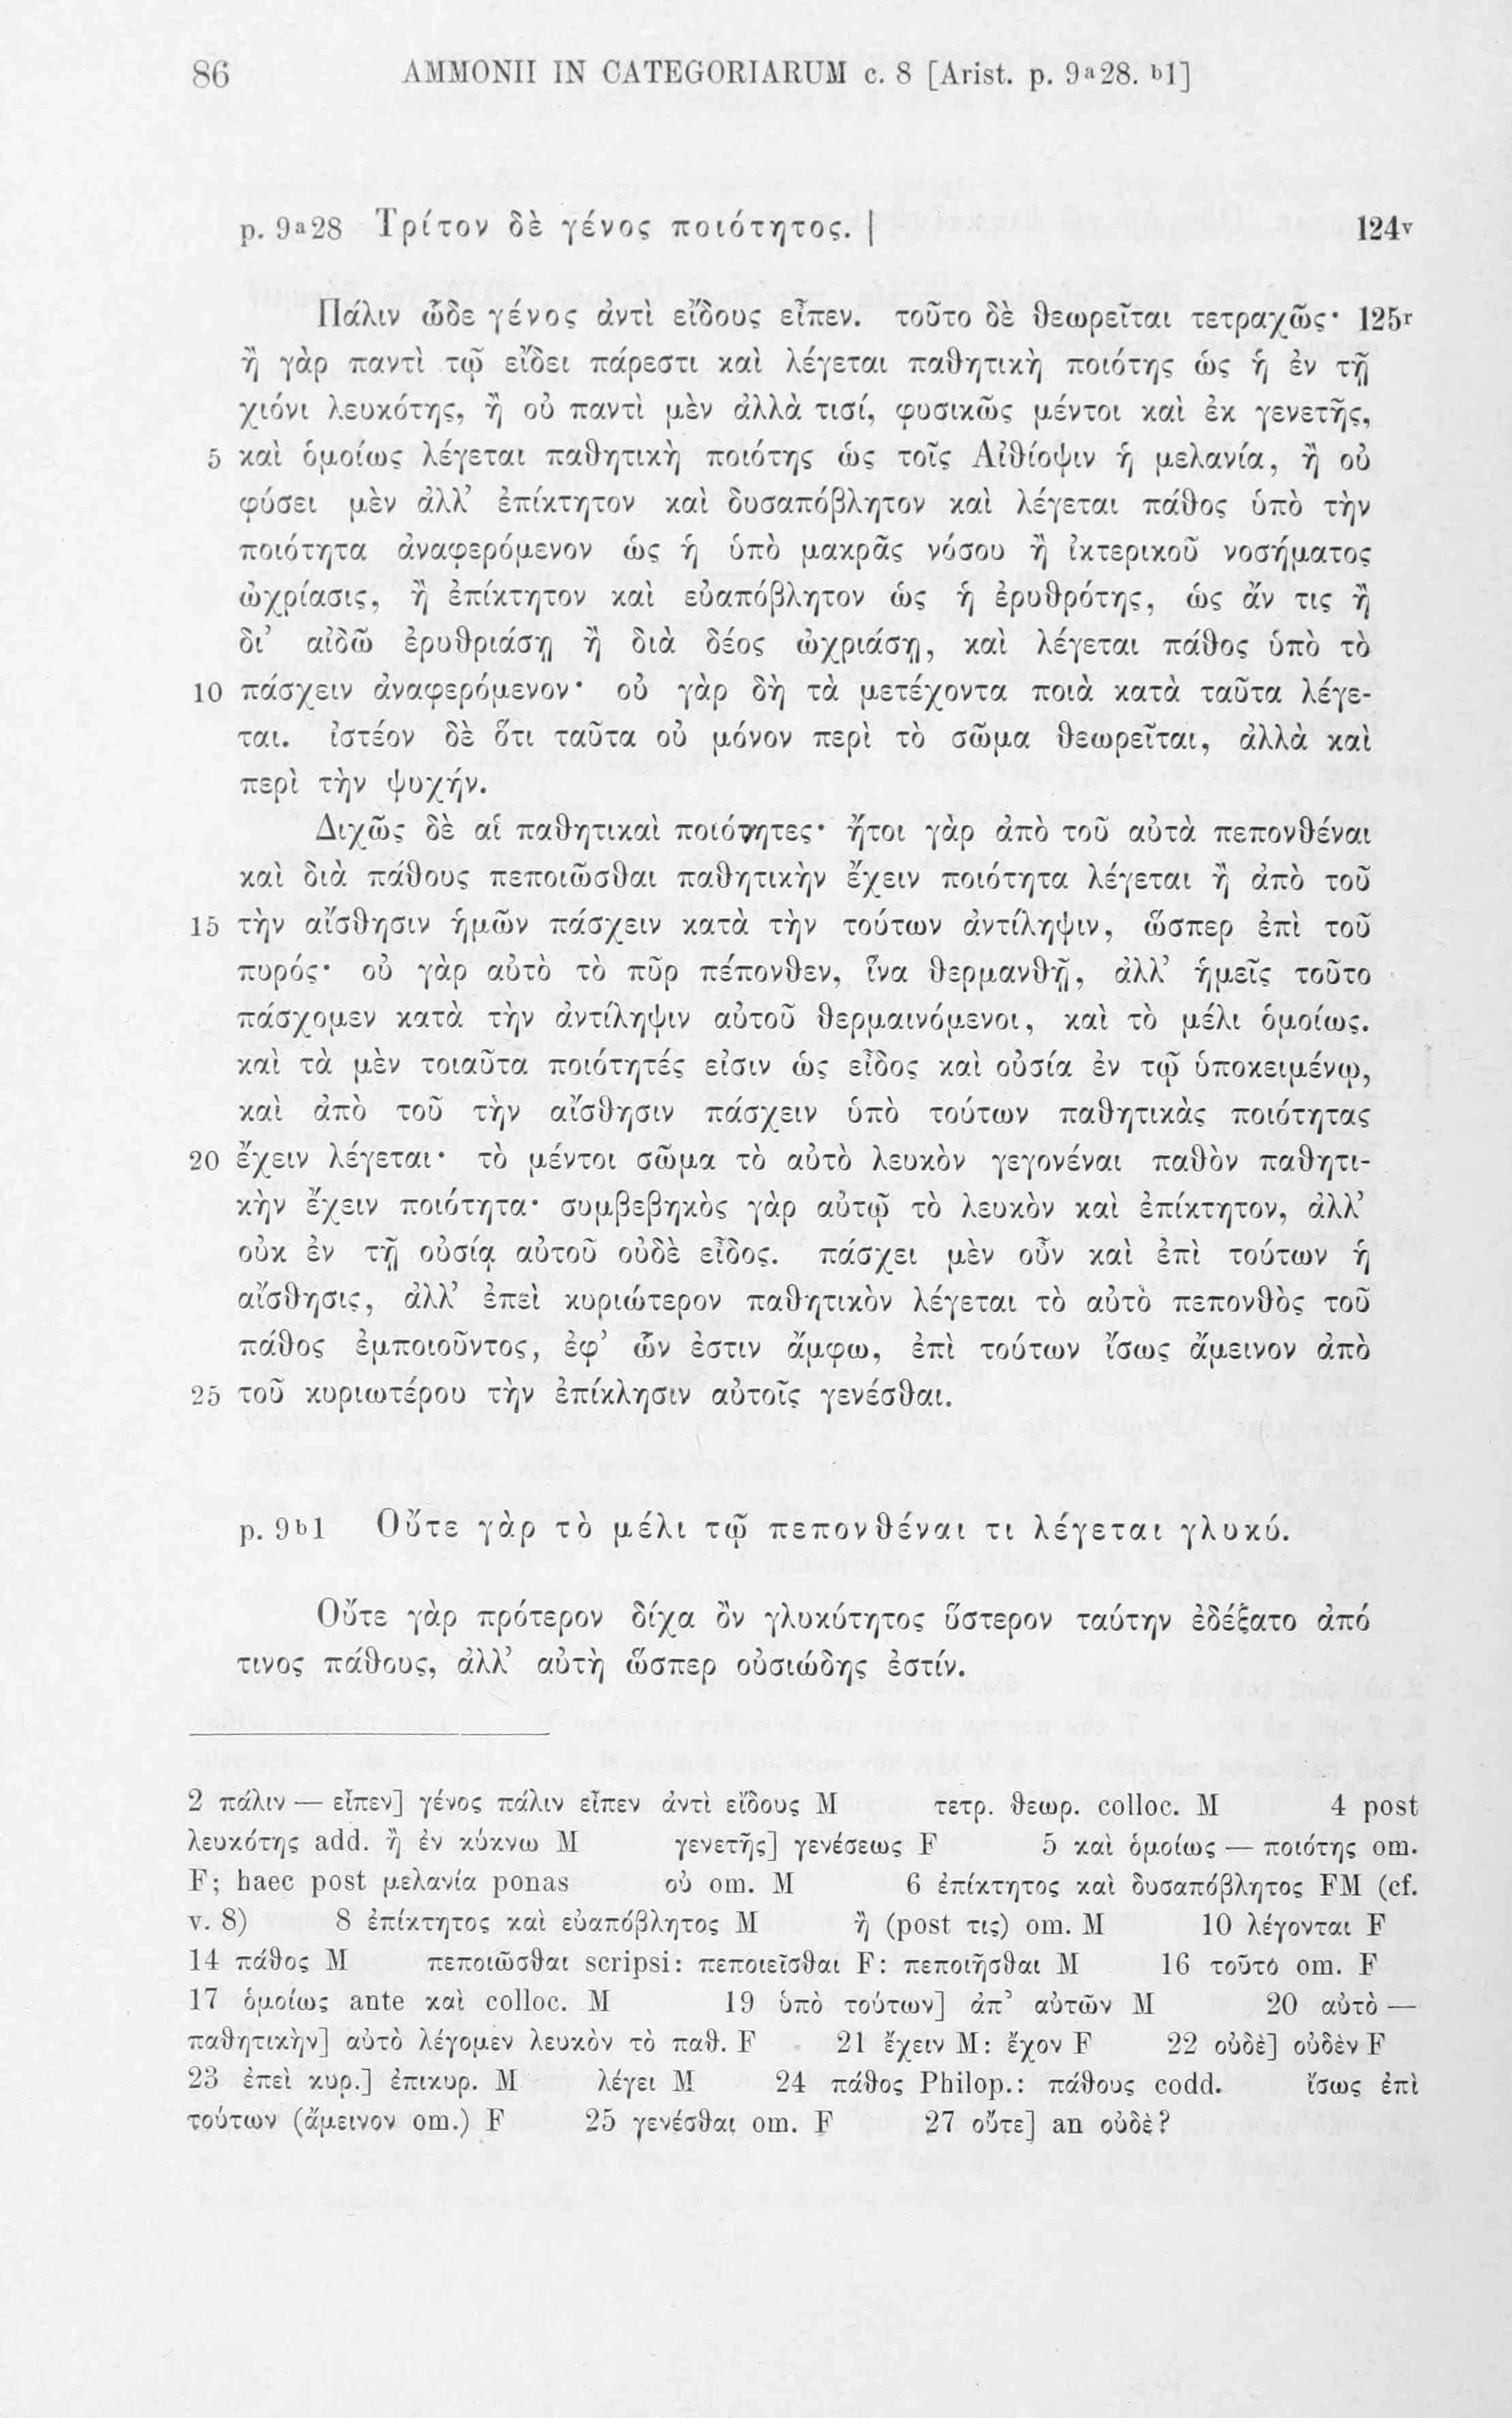 86 AMMONII IN CATEGORIARUM c. 8 [Arist. p. 9a28. b1]
p. 9a28 Τρίτον δὲ γένος ποιότητος. | 124v
Πάλιν ὧδε γένος ἀντὶ εἴδους εἶπεν. τοῦτο δὲ θεωρεῖται τετραχῶς· 125r
ἢ γὰρ παντὶ τῷ εἴδει πάρεστι καὶ λέγεται παθητικὴ ποιότης ὡς ἡ ἐν τῇ
χιόνι λευκότης, ἢ οὐ παντὶ μὲν ἀλλὰ τισί, φυσικῶς μέντοι καὶ ἐκ γενετῆς,
5 καὶ ὁμοίως λέγεται παθητικὴ ποιότης ὡς τοῖς Αἰθίοψιν ἡ μελανία, ἢ οὐ
φύσει μὲν ἀλλ’ ἐπίκτητον καὶ δυσαπόβλητον καὶ λέγεται πάθος ὑπὸ τὴν
ποιότητα ἀναφερόμενον ὡς ἡ ὑπὸ μακρᾶς νόσου ἢ ἰκτερικοῦ νοσήματος
ὠχρίασις, ἢ ἐπίκτητον καὶ εὐαπόβλητον ὡς ἡ ἐρυθρότης, ὡς ἄν τις ἢ
δι’ αἰδῶ ἐρυθριάσῃ ἢ διὰ δέος ὠχριάσῃ, καὶ λέγεται πάθος ὑπὸ τὸ
10 πάσχειν ἀναφερόμενον· οὐ γὰρ δὴ τὰ μετέχοντα ποιὰ κατὰ ταῦτα λέγε-
ται. ἰστέον δὲ ὅτι ταῦτα οὐ μόνον περὶ τὸ σῶμα θεωρεῖται, ἀλλὰ καὶ
περὶ τὴν ψυχήν.
Διχῶς δὲ αἱ παθητικαὶ ποιότητες· ἤτοι γὰρ ἀπὸ τοῦ αὐτὰ πεπονθέναι
καὶ διὰ πάθους πεποιῶσθαι παθητικὴν ἔχειν ποιότητα λέγεται ἢ ἀπὸ τοῦ
15 τὴν αἴσθησιν ἡμῶν πάσχειν κατὰ τὴν τούτων ἀντίληψιν, ὥσπερ ἐπὶ τοῦ
πυρός· οὐ γὰρ αὐτὸ τὸ πῦρ πέπονθεν, ἵνα θερμανθῇ, ἀλλ’ ἡμεῖς τοῦτο
πάσχομεν κατὰ τὴν ἀντίληψιν αὐτοῦ θερμαινόμενοι, καὶ τὸ μέλι ὁμοίως.
καὶ τὰ μὲν τοιαῦτα ποιότητές εἰσιν ὡς εἶδος καὶ οὐσία ἐν τῷ ὑποκειμένῳ,
καὶ ἀπὸ τοῦ τὴν αἴσθησιν πάσχειν ὑπὸ τούτων παθητικὰς ποιότητας
20 ἔχειν λέγεται· τὸ μέντοι σῶμα τὸ αὐτὸ λευκὸν γεγονέναι παθὸν παθητι-
κὴν ἔχειν ποιότητα· συμβεβηκὸς γὰρ αὐτῷ τὸ λευκὸν καὶ ἐπίκτητον, ἀλλ’
οὐκ ἐν τῇ οὐσίᾳ αὐτοῦ οὐδὲ εἶδος. πάσχει μὲν οὖν καὶ ἐπὶ τούτων ἡ
αἴσθησις, ἀλλ’ ἐπεὶ κυριώτερον παθητικὸν λέγεται τὸ αὐτὸ πεπονθὸς τοῦ
πάθος ἐμποιοῦντος, ἐφ’ ὧν ἐστιν ἄμφω, ἐπὶ τούτων ἴσως ἄμεινον ἀπὸ
25 τοῦ κυριωτέρου τὴν ἐπίκλησιν αὐτοῖς γενέσθαι.
p. 9b1 Οὔτε γὰρ τὸ μέλι τῷ πεπονθέναι τι λέγεται γλυκύ.
Οὔτε γὰρ πρότερον δίχα ὂν γλυκύτητος ὕστερον ταύτην ἐδέξατο ἀπό
τινος πάθους, ἀλλ’ αὐτὴ ὥσπερ οὐσιώδης ἐστίν.
2 πάλιν — εἶπεν] γένος πάλιν εἶπεν ἀντὶ εἴδους M τετρ. θεωρ. colloc. M 4 post
λευκότης add. ἢ ἐν κύκνω M γενετῆς] γενέσεως F 5 καὶ ὁμοίως — ποιότης om.
F; haec post μελανία ponas οὐ om. M 6 ἐπίκτητος καὶ δυσαπόβλητος FM (cf.
v. 8) 8 ἐπίκτητος καὶ εὐαπόβλητος M ἢ (post τις) om. M 10 λέγονται F
14 πάθος M πεποιῶσθαι scripsi: πεποιεῖσθαι F: πεποιῆσθαι M 16 τοῦτο om. F
17 ὁμοίως ante καὶ colloc. M 19 ὑπὸ τούτων] ἀπ’ αὐτῶν M 20 αὐτὸ —
παθητικὴν] αὐτὸ λέγομεν λευκὸν τὸ παθ. F 21 ἔχειν M: ἔχον F 22 οὐδὲ] οὐδὲν F
23 ἐπεὶ κυρ.] ἐπικυρ. M λέγει M 24 πάθος Philop.: πάθους codd. ἴσως ἐπὶ
τούτων (ἄμεινον om.) F 25 γενέσθαι om. F 27 οὔτε] an οὐδὲ?